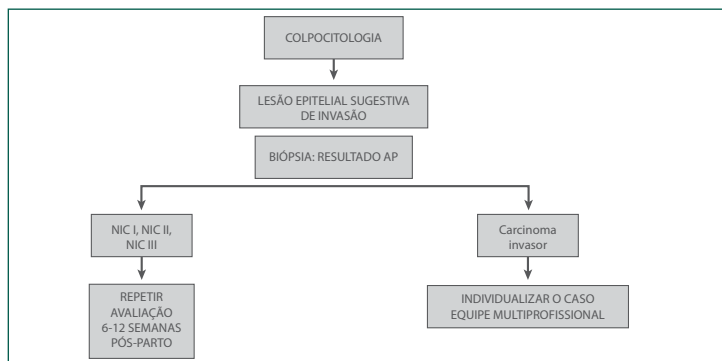 COLPOCITOLOGIA
LESÃO EPITELIAL SUGESTIVA
DE INVASÃO
BIÓPSIA: RESULTADO AP
NIC I, NIC II,
NIC III
Carcinoma
invasor
REPETIR
AVALIAÇÃO
6-12 SEMANAS
PÓS-PARTO
INDIVIDUALIZAR O CASO
EQUIPE MULTIPROFISSIONAL